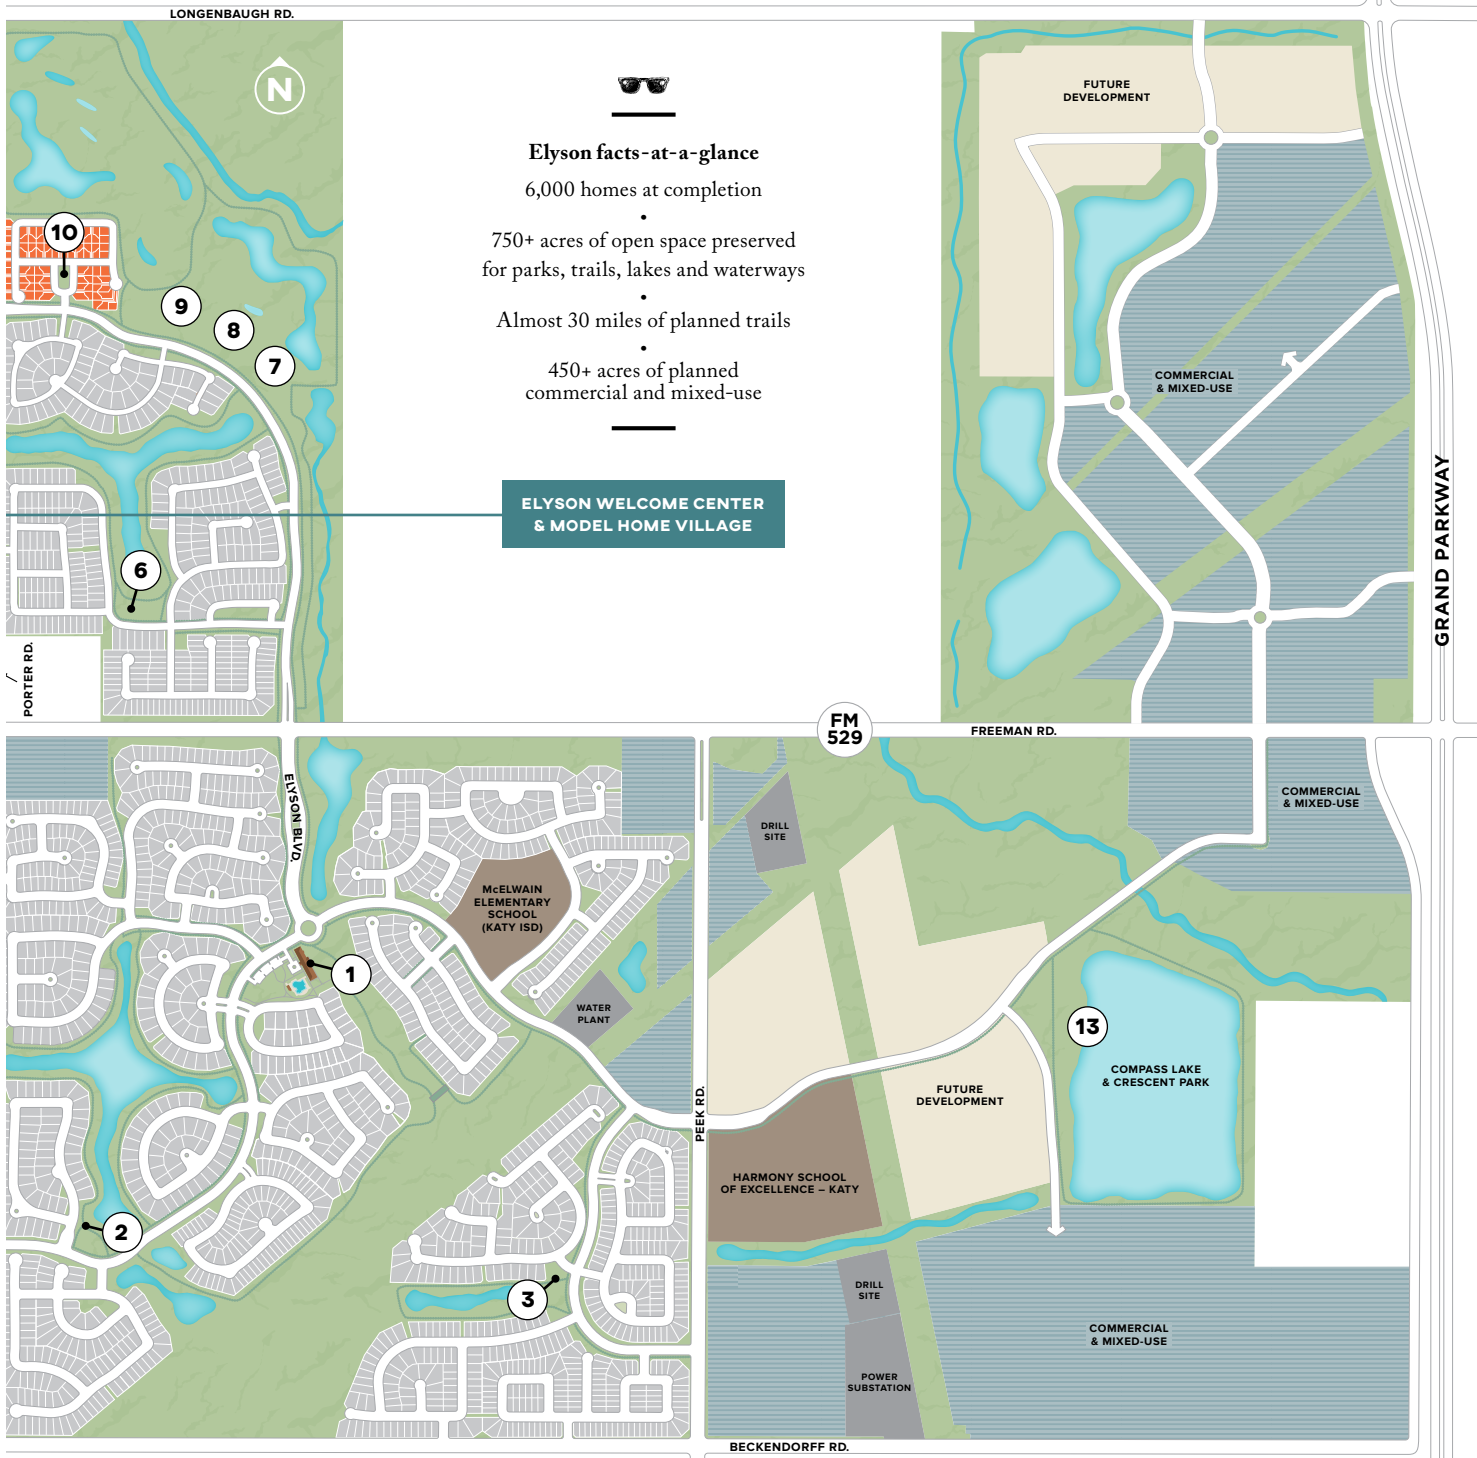 LONGENBAUGH RD.
N
Elyson facts-at-a-glance
6,000 homes at completion
•
750+ acres of open space preserved
for parks, trails, lakes and waterways
•
Almost 30 miles of planned trails
•
450+ acres of planned
commercial and mixed-use
ELYSON WELCOME CENTER
& MODEL HOME VILLAGE
FUTURE
DEVELOPMENT
COMMERCIAL
& MIXED-USE
GRAND PARKWAY
10
9
8
7
6
PORTER RD.
FM
529
FREEMAN RD.
ELYSON BLVD.
COMMERCIAL
& MIXED-USE
DRILL
SITE
McELWAIN
ELEMENTARY
SCHOOL
(KATY ISD)
1
WATER
PLANT
13
COMPASS LAKE
& CRESCENT PARK
FUTURE
DEVELOPMENT
PEEK RD.
HARMONY SCHOOL
OF EXCELLENCE – KATY
2
3
DRILL
SITE
COMMERCIAL
& MIXED-USE
POWER
SUBSTATION
BECKENDORFF RD.